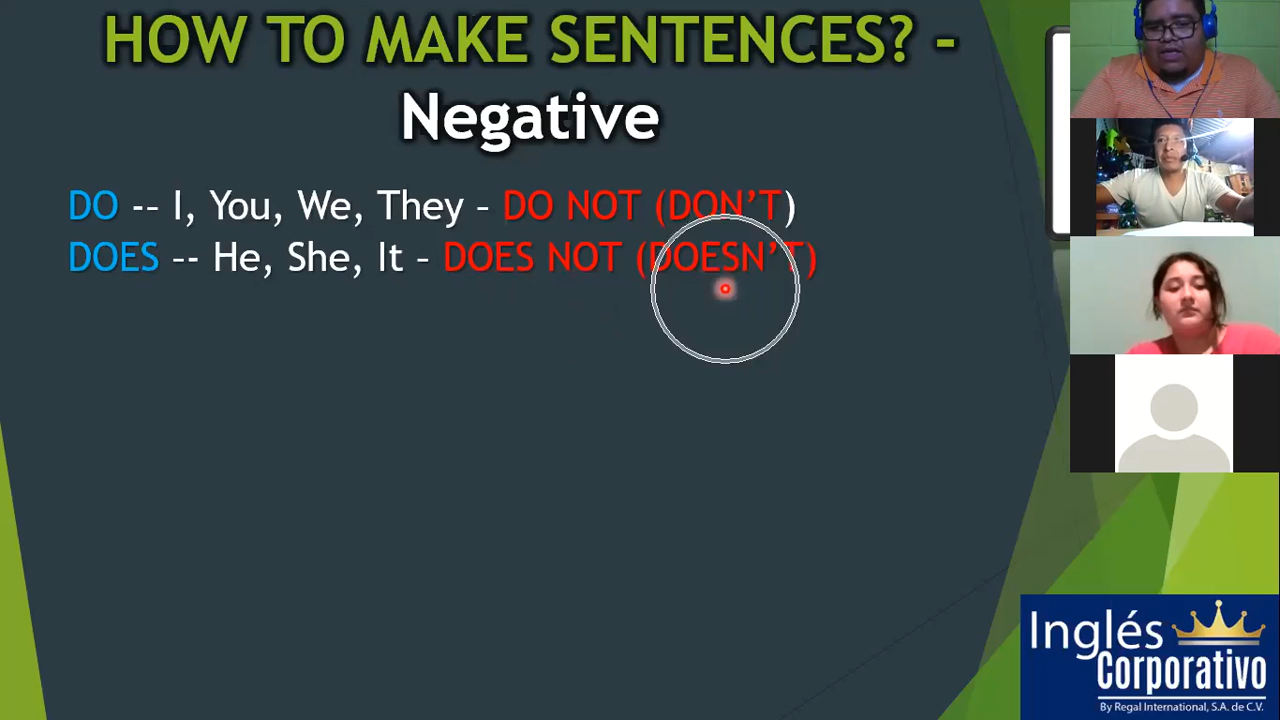 HOW TO MAKE SENTENCES? -
Negative
DO -- I, You, We, They – DO NOT (DON’T)
DOES -- He, She, It – DOES NOT (DOESN’T)
Inglés
Corporativo
By Regal International, S.A. de C.V.